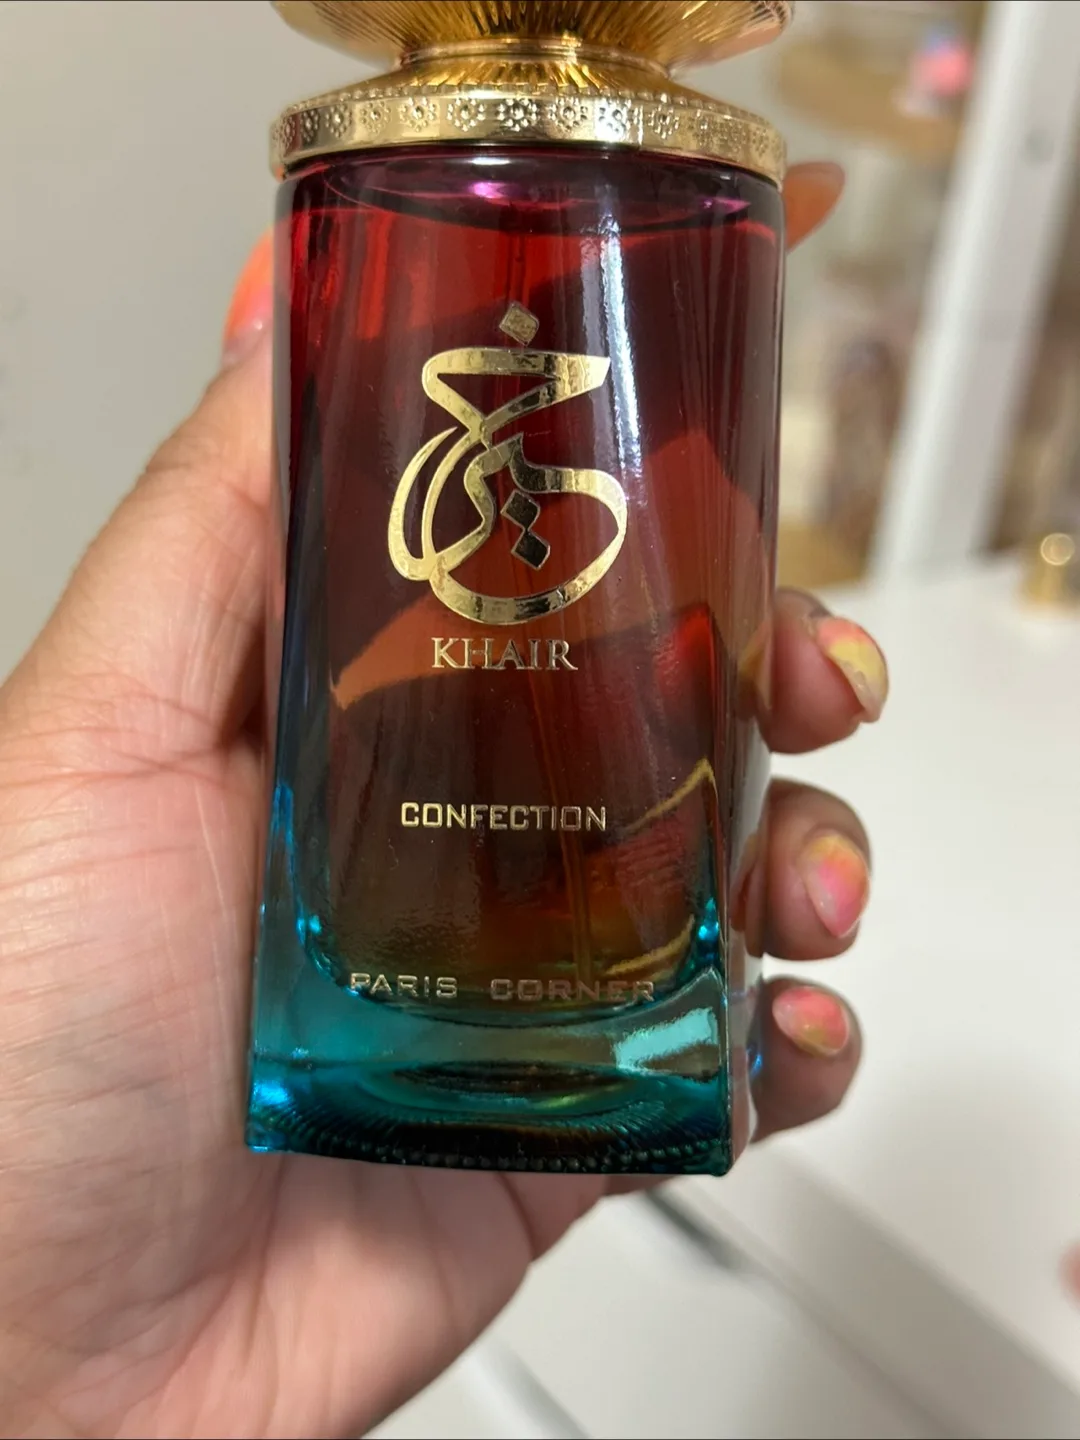 خير
KHAIR
CONFECTION
PARIS CORNER